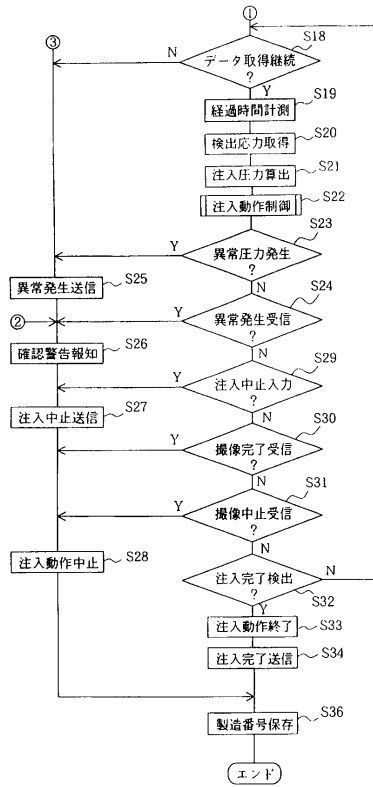 ①
③
S18
N
データ取得継続
?
Y
S19
経過時間計測
S20
検出応力取得
S21
注入圧力算出
S22
注入動作制御
S23
Y
異常圧力発生
?
S25
N
S24
異常発生送信
②
Y
異常発生受信
?
S26
N
S29
確認警告報知
Y
注入中止入力
?
S27
注入中止送信
N
S30
Y
撮像完了受信
?
N
S31
Y
撮像中止受信
?
N
S28
注入動作中止
注入完了検出
N
?
S32
Y
注入動作終了
S33
注入完了送信
S34
製造番号保存
S36
エンド